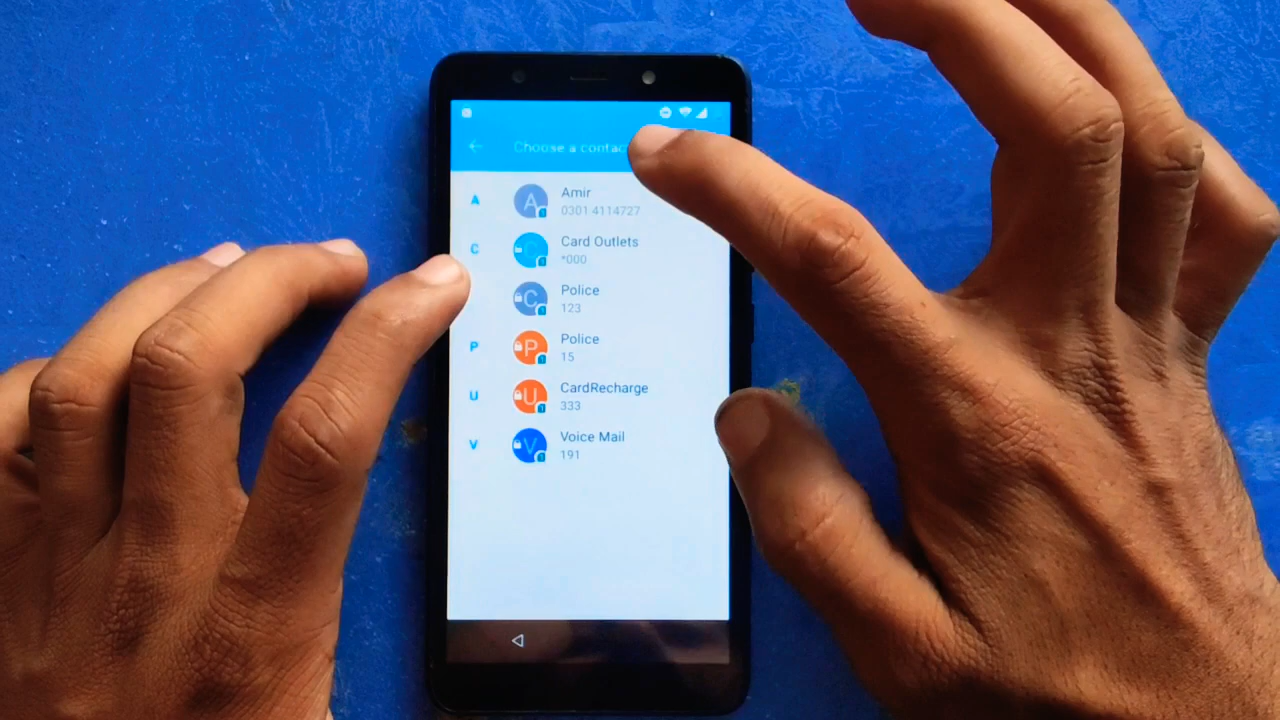 Choose a contac
A
A
Amir
0301 4114727
C
C
Card Outlets
*000
C
Police
123
P
P
Police
15
U
U
CardRecharge
333
V
V
Voice Mail
191